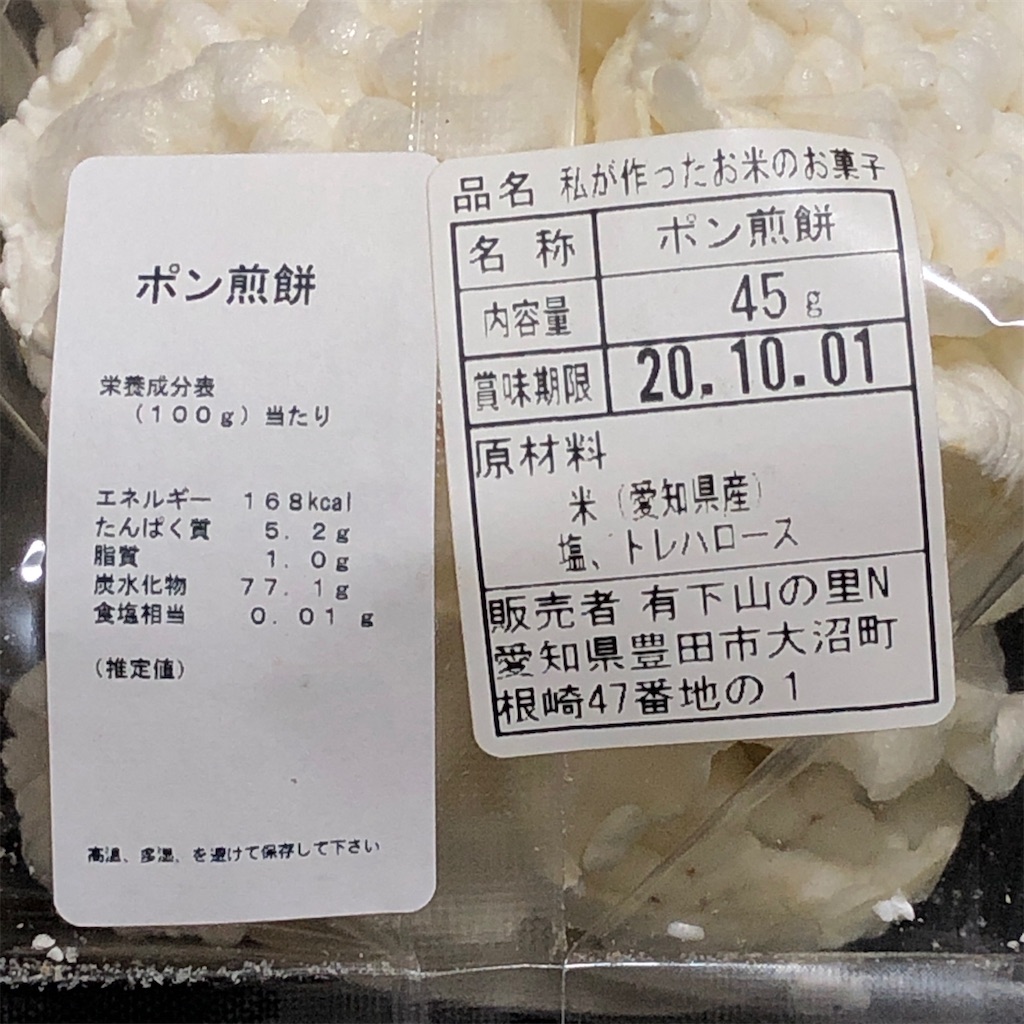 ポン煎餅
栄養成分表
（１００ｇ）当たり
エネルギー １６８kcal
たんぱく質 ５．２ｇ
脂質 １．０ｇ
炭水化物 ７７．１ｇ
食塩相当 ０．０１ｇ
（推定値）
高温、多湿、を避けて保存して下さい
品名 私が作ったお米のお菓子
名称 ポン煎餅
内容量 45ｇ
賞味期限 20.10.01
原材料
米（愛知県産）
塩、トレハロース
販売者 有下山の里N
愛知県豊田市大沼町
根崎47番地の1